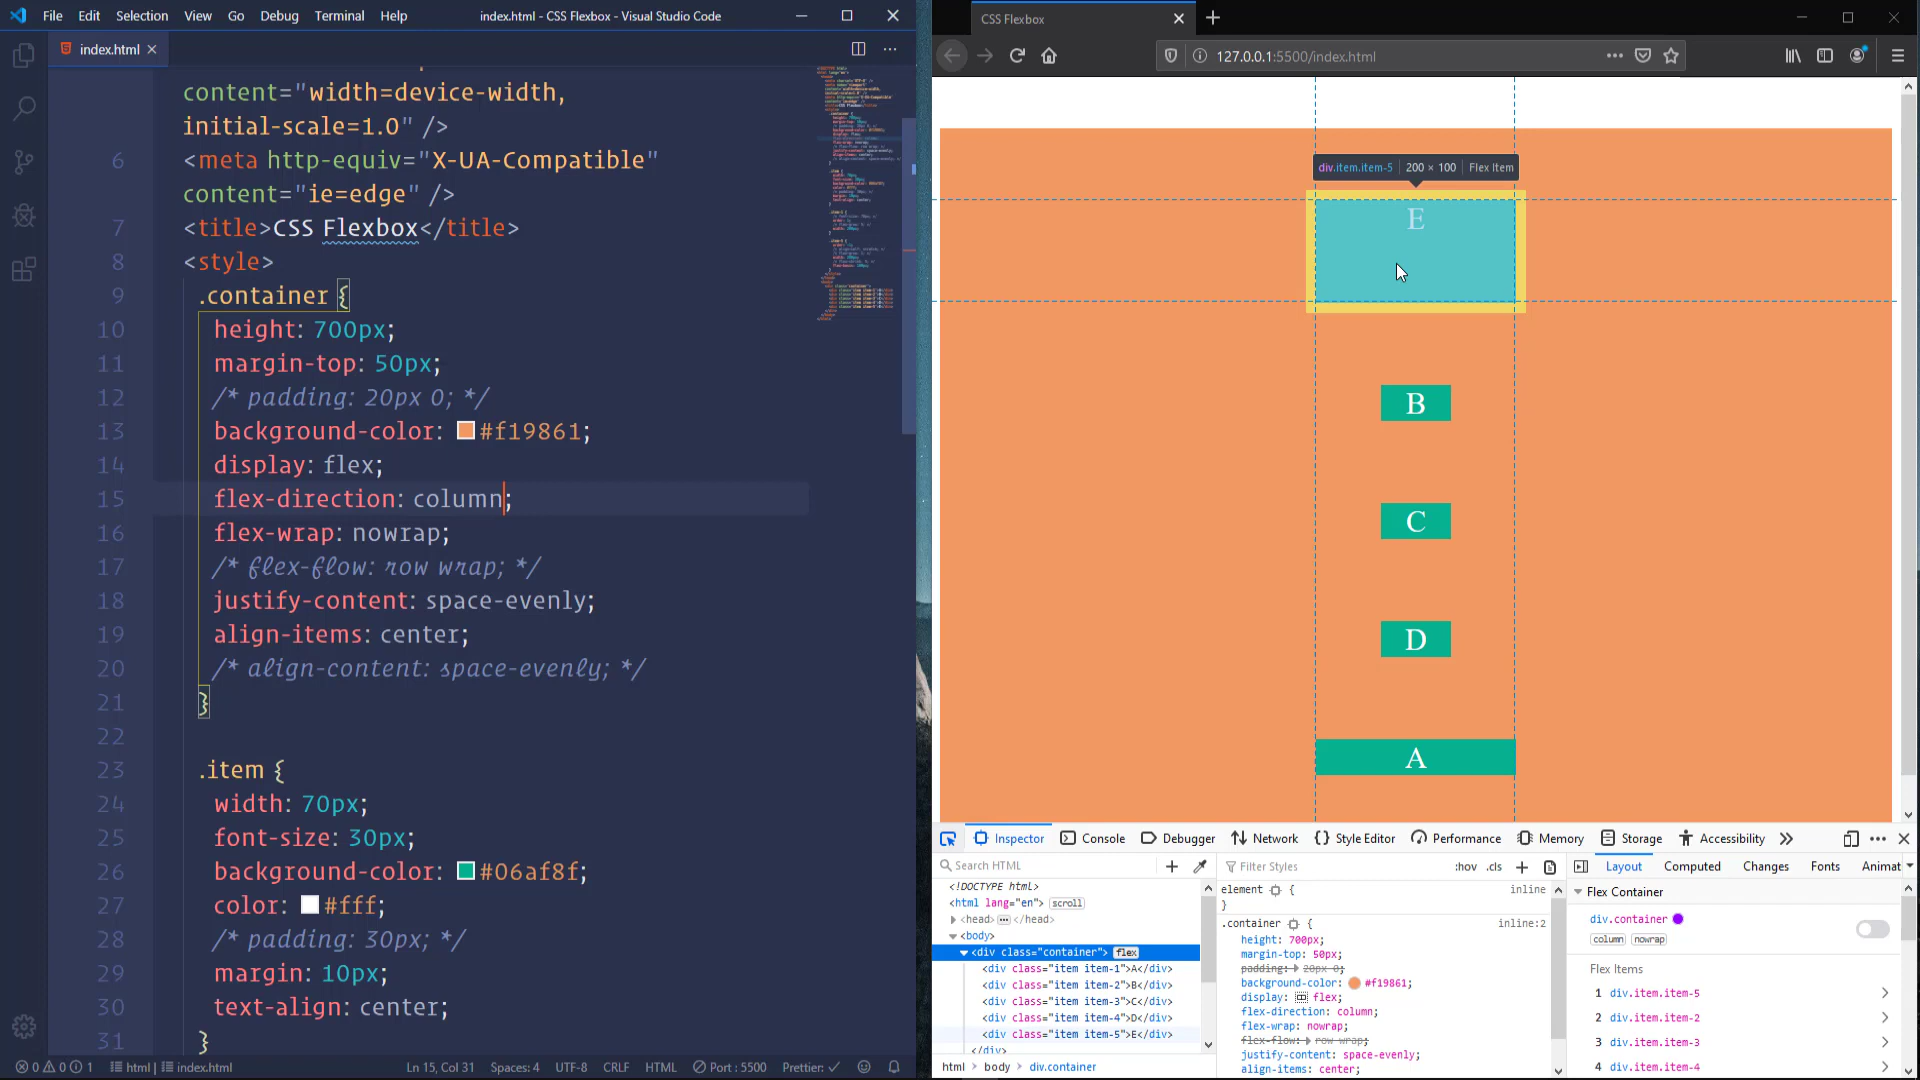 File Edit Selection View Go Debug Terminal Help index.html - CSS Flexbox - Visual Studio Code
index.html
content="width=device-width,
initial-scale=1.0" />
6 <meta http-equiv="X-UA-Compatible"
content="ie=edge" />
7 <title>CSS Flexbox</title>
8 <style>
9 .container {
10 height: 700px;
11 margin-top: 50px;
12 /* padding: 20px 0; */
13 background-color: #f19861;
14 display: flex;
15 flex-direction: column;
16 flex-wrap: nowrap;
17 /* flex-flow: row wrap; */
18 justify-content: space-evenly;
19 align-items: center;
20 /* align-content: space-evenly; */
21 }
22
23 .item {
24 width: 70px;
25 font-size: 30px;
26 background-color: #06af8f;
27 color: #fff;
28 /* padding: 30px; */
29 margin: 10px;
30 text-align: center;
31 }
0 0 1 html index.html Ln 15, Col 31 Spaces: 4 UTF-8 CRLF HTML Port : 5500 Prettier: ✓
CSS Flexbox
127.0.0.1:5500/index.html
div.item.item-5 200 × 100 Flex Item
E
B
C
D
A
Inspector Console Debugger Network Style Editor Performance Memory Storage Accessibility
Search HTML
<!DOCTYPE html>
<html lang="en"> scroll
<head> </head>
<body>
<div class="container"> flex
<div class="item item-1">A</div>
<div class="item item-2">B</div>
<div class="item item-3">C</div>
<div class="item item-4">D</div>
<div class="item item-5">E</div>
</div>
html body div.container
Filter Styles :hov .cls
element { inline
}
.container { inline:2
height: 700px;
margin-top: 50px;
padding: 20px 0;
background-color: #f19861;
display: flex;
flex-direction: column;
flex-wrap: nowrap;
flex-flow: row wrap;
justify-content: space-evenly;
align-items: center;
Layout Computed Changes Fonts Animat
Flex Container
div.container
column nowrap
Flex Items
1 div.item.item-5
2 div.item.item-2
3 div.item.item-3
4 div.item.item-4